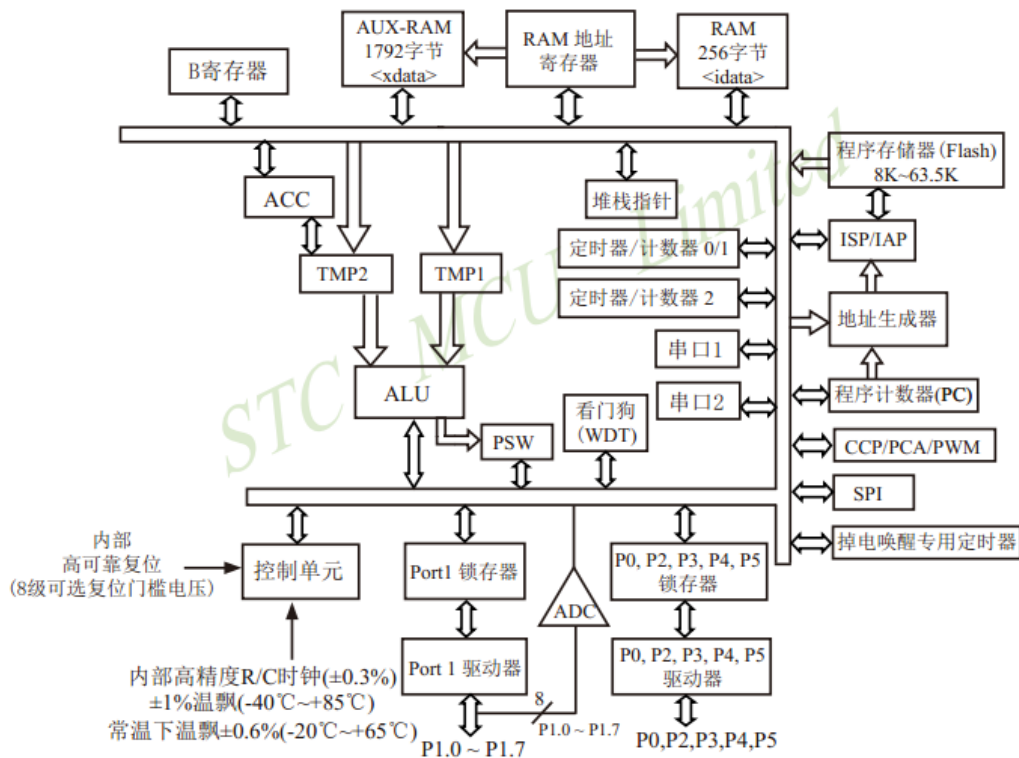 AUX-RAM
1792字节
<xdata>
RAM 地址
寄存器
RAM
256字节
<idata>
B寄存器
程序存储器(Flash)
8K~63.5K
ACC
堆栈指针
ISP/IAP
TMP2
TMP1
定时器/计数器 0/1
定时器/计数器 2
地址生成器
串口1
ALU
串口2
程序计数器(PC)
看门狗
(WDT)
PSW
CCP/PCA/PWM
SPI
掉电唤醒专用定时器
内部
高可靠复位
(8级可选复位门槛电压)
控制单元
Port1 锁存器
ADC
P0, P2, P3, P4, P5
锁存器
内部高精度R/C时钟(±0.3%)
±1%温飘(-40℃~+85℃)
常温下温飘±0.6%(-20℃~+65℃)
Port 1 驱动器
P0, P2, P3, P4, P5
驱动器
8
P1.0 ~ P1.7
P1.0 ~ P1.7
P0,P2,P3,P4,P5
STC MCU Limited